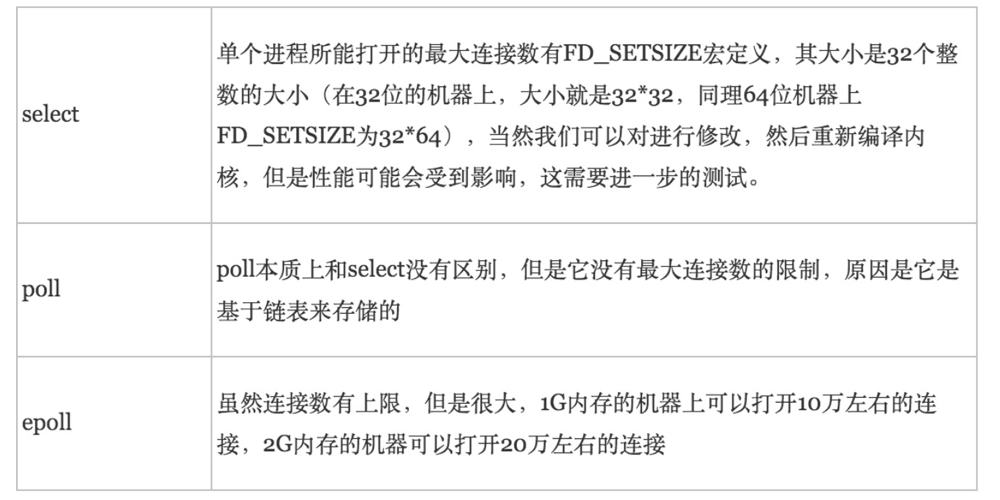 select
单个进程所能打开的最大连接数有FD_SETSIZE宏定义，其大小是32个整
数的大小（在32位的机器上，大小就是32*32，同理64位机器上
FD_SETSIZE为32*64），当然我们可以对进行修改，然后重新编译内
核，但是性能可能会受到影响，这需要进一步的测试。
poll
poll本质上和select没有区别，但是它没有最大连接数的限制，原因是它是
基于链表来存储的
epoll
虽然连接数有上限，但是很大，1G内存的机器上可以打开10万左右的连
接，2G内存的机器可以打开20万左右的连接